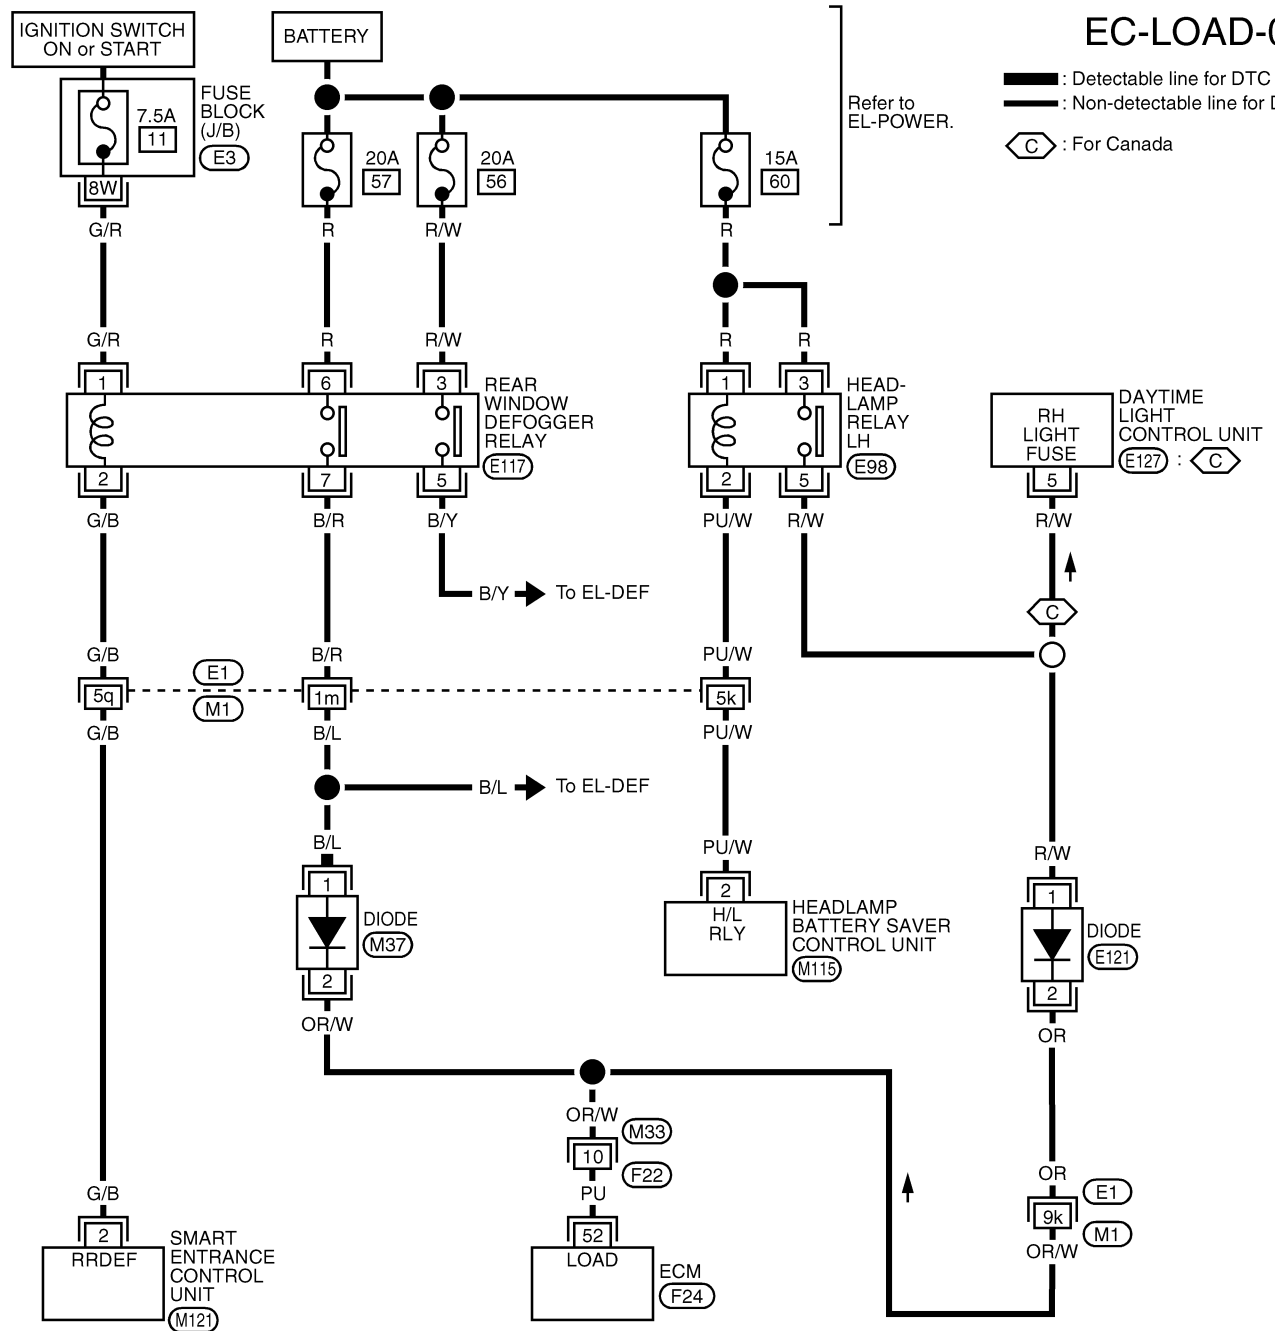 IGNITION SWITCH
ON or START
BATTERY
EC-LOAD-
: Detectable line for DTC
: Non-detectable line for
C : For Canada
7.5A
11
FUSE
BLOCK
(J/B)
E3
8W
20A
57
20A
56
15A
60
Refer to
EL-POWER.
G/R
R
R/W
R
G/R
R
R/W
R
R
1
6
3
1
3
REAR
WINDOW
DEFOGGER
RELAY
E117
HEAD-
LAMP
RELAY
LH
E98
RH
LIGHT
FUSE
DAYTIME
LIGHT
CONTROL UNIT
E127 : C
2
7
5
2
5
5
G/B
B/R
B/Y
PU/W
R/W
R/W
B/Y
To EL-DEF
C
G/B
B/R
PU/W
E1
M1
5q
1m
5k
G/B
B/L
PU/W
B/L
To EL-DEF
B/L
PU/W
R/W
1
DIODE
M37
2
2
H/L
RLY
HEADLAMP
BATTERY SAVER
CONTROL UNIT
M115
1
DIODE
E121
2
OR/W
OR
OR/W
M33
10
F22
PU
OR
E1
9k
M1
OR/W
G/B
2
RRDEF
SMART
ENTRANCE
CONTROL
UNIT
M121
52
LOAD
ECM
F24